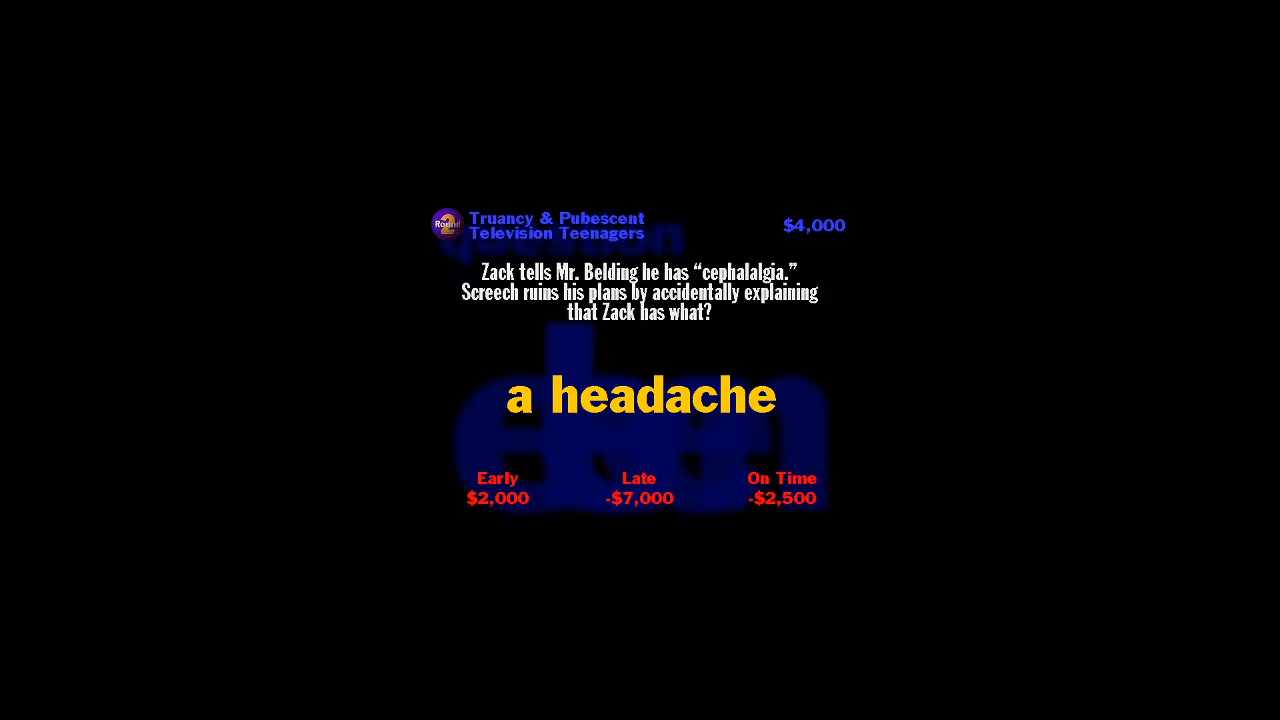 Round 2
Truancy & Pubescent
Television Teenagers
$4,000
question
Zack tells Mr. Belding he has “cephalalgia.”
Screech ruins his plans by accidentally explaining
that Zack has what?
a headache
Early
Late
On Time
$2,000
-$7,000
-$2,500